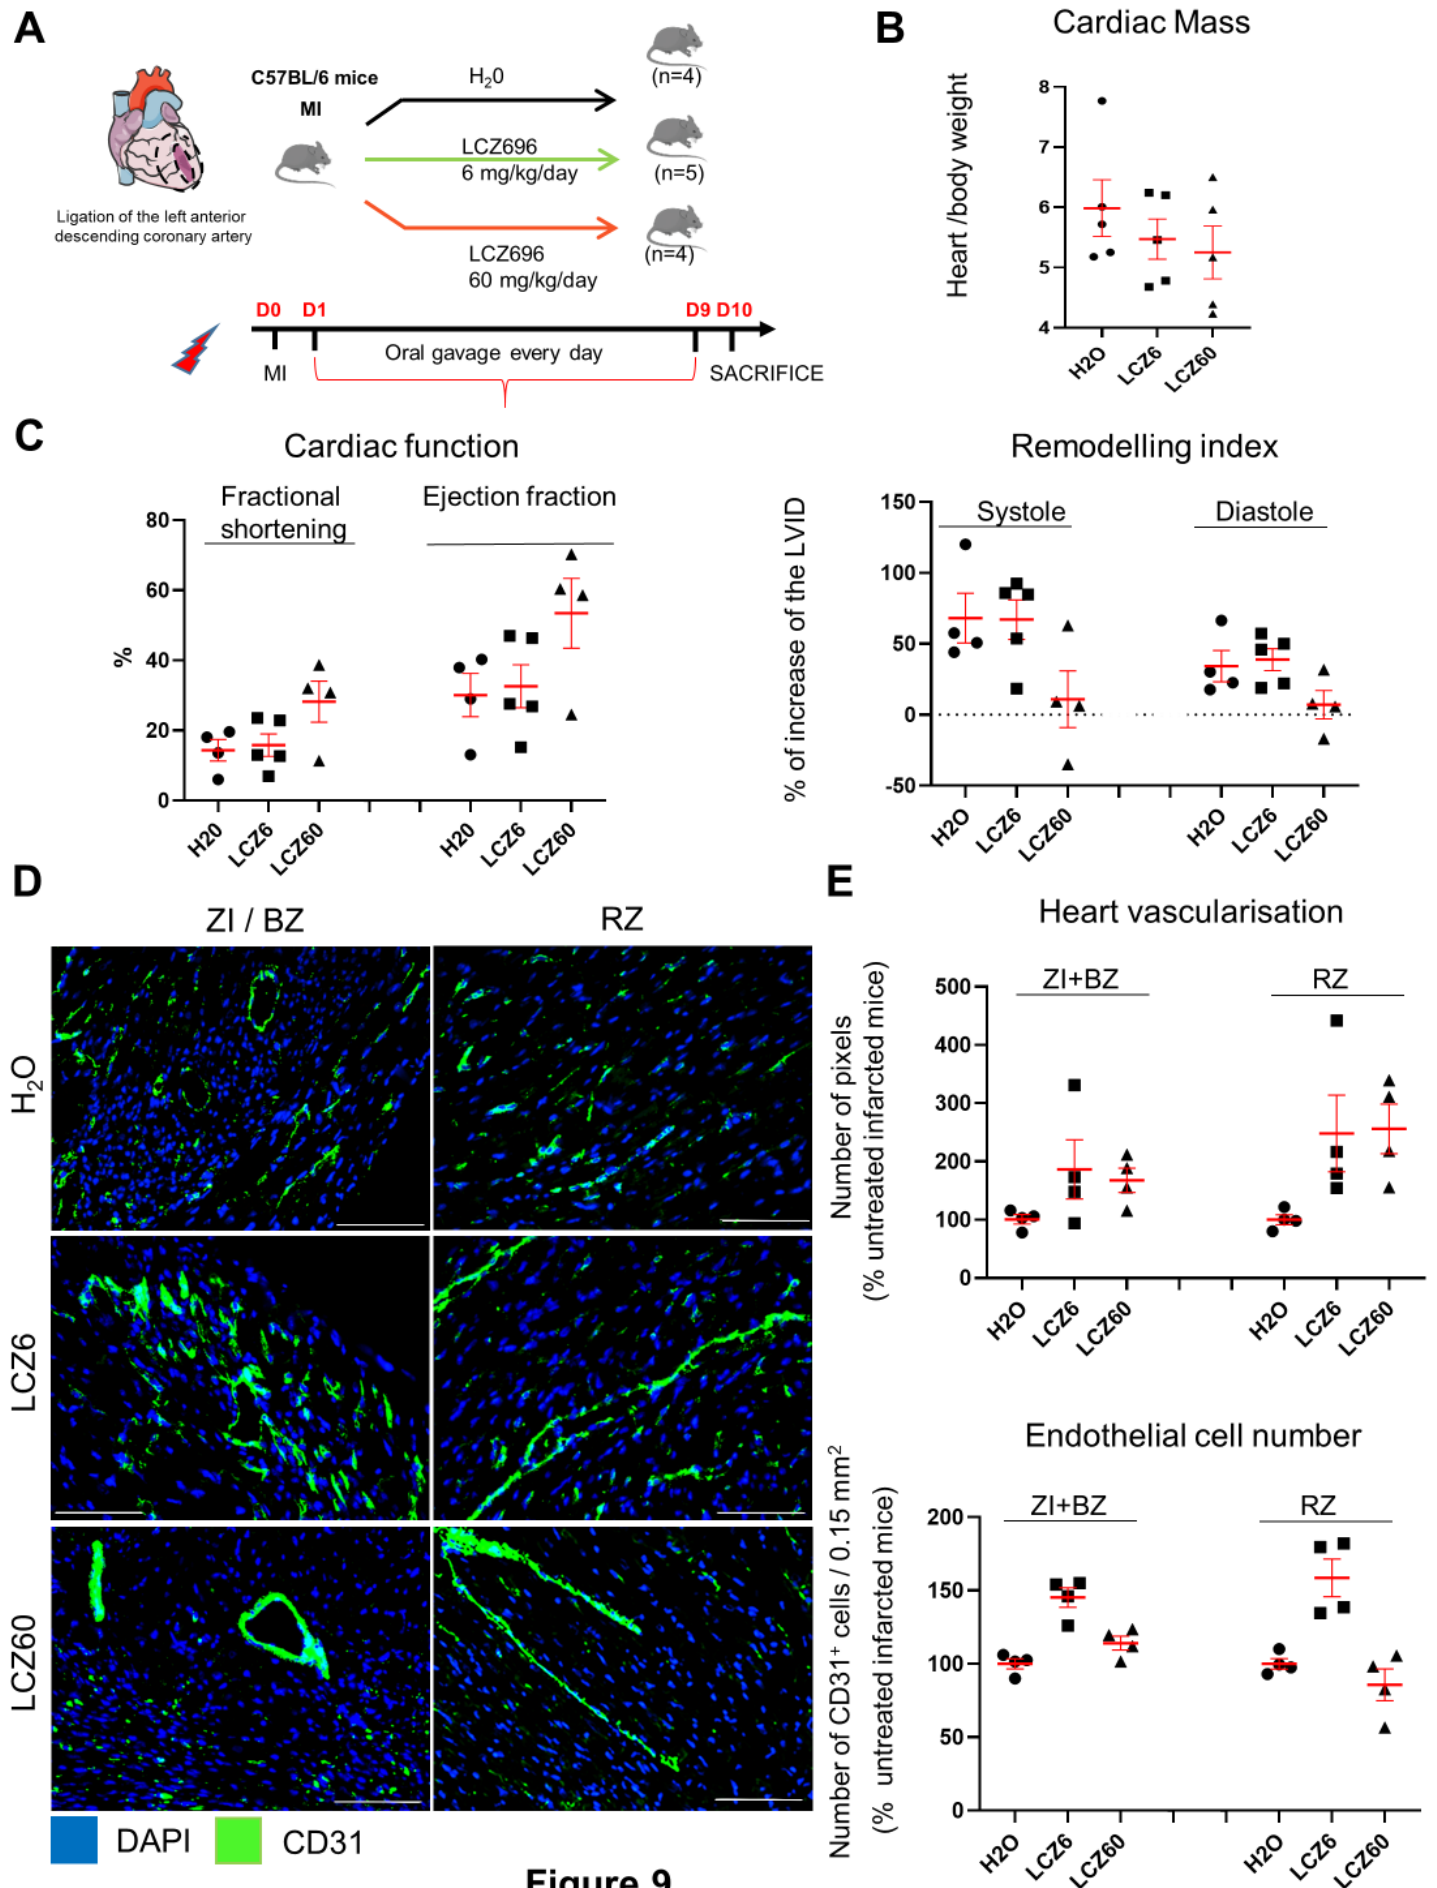 A
C57BL/6 mice
MI
H20
(n=4)
LCZ696
6 mg/kg/day
(n=5)
LCZ696
60 mg/kg/day
(n=4)
Ligation of the left anterior
descending coronary artery
D0 D1 D9 D10
Oral gavage every day
MI SACRIFICE
B
Cardiac Mass
Heart /body weight
8
7
6
5
4
H2O LCZ6 LCZ60
C
Cardiac function
Fractional
shortening
Ejection fraction
%
80
60
40
20
0
H20 LCZ6 LCZ60 H20 LCZ6 LCZ60
Remodelling index
Systole Diastole
% of increase of the LVID
150
100
50
0
-50
H2O LCZ6 LCZ60 H2O LCZ6 LCZ60
D
ZI / BZ RZ
H2O
LCZ6
LCZ60
DAPI CD31
E
Heart vascularisation
ZI+BZ RZ
Number of pixels
(% untreated infarcted mice)
500
400
300
200
100
0
H2O LCZ6 LCZ60 H2O LCZ6 LCZ60
Endothelial cell number
ZI+BZ RZ
Number of CD31+ cells / 0.15 mm2
(% untreated infarcted mice)
200
150
100
50
0
H2O LCZ6 LCZ60 H2O LCZ6 LCZ60
Figure 9